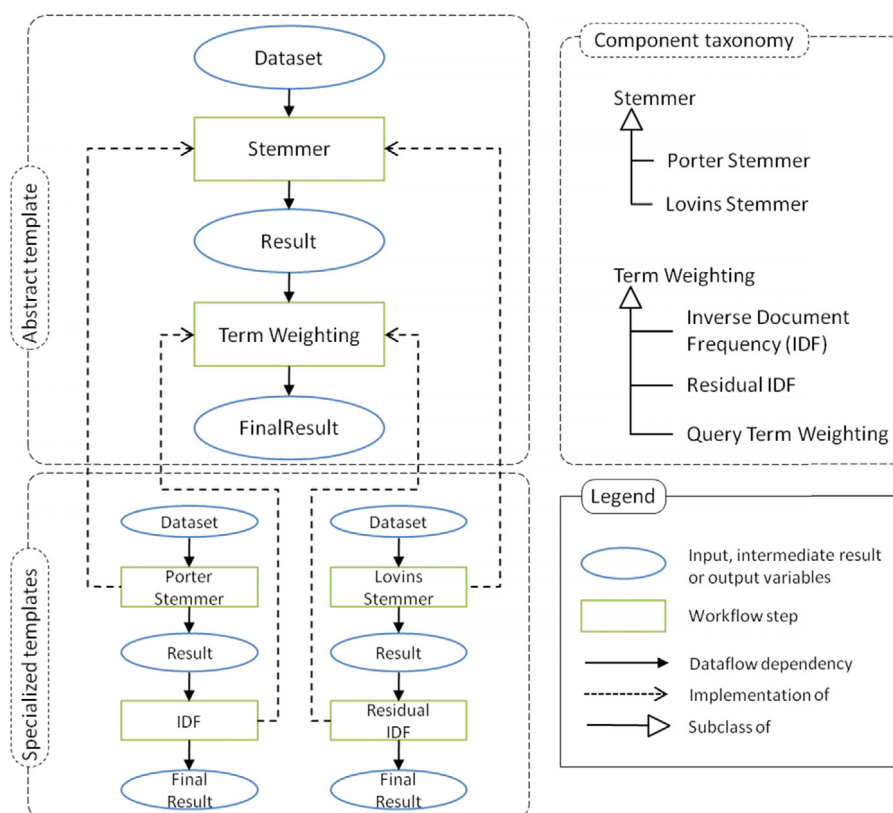 Abstract template
Dataset
Stemmer
Result
Term Weighting
FinalResult
Component taxonomy
Stemmer
Porter Stemmer
Lovins Stemmer
Term Weighting
Inverse Document
Frequency (IDF)
Residual IDF
Query Term Weighting
Specialized templates
Dataset
Porter
Stemmer
Result
IDF
Final
Result
Dataset
Lovins
Stemmer
Result
Residual
IDF
Final
Result
Legend
Input, intermediate result
or output variables
Workflow step
Dataflow dependency
Implementation of
Subclass of